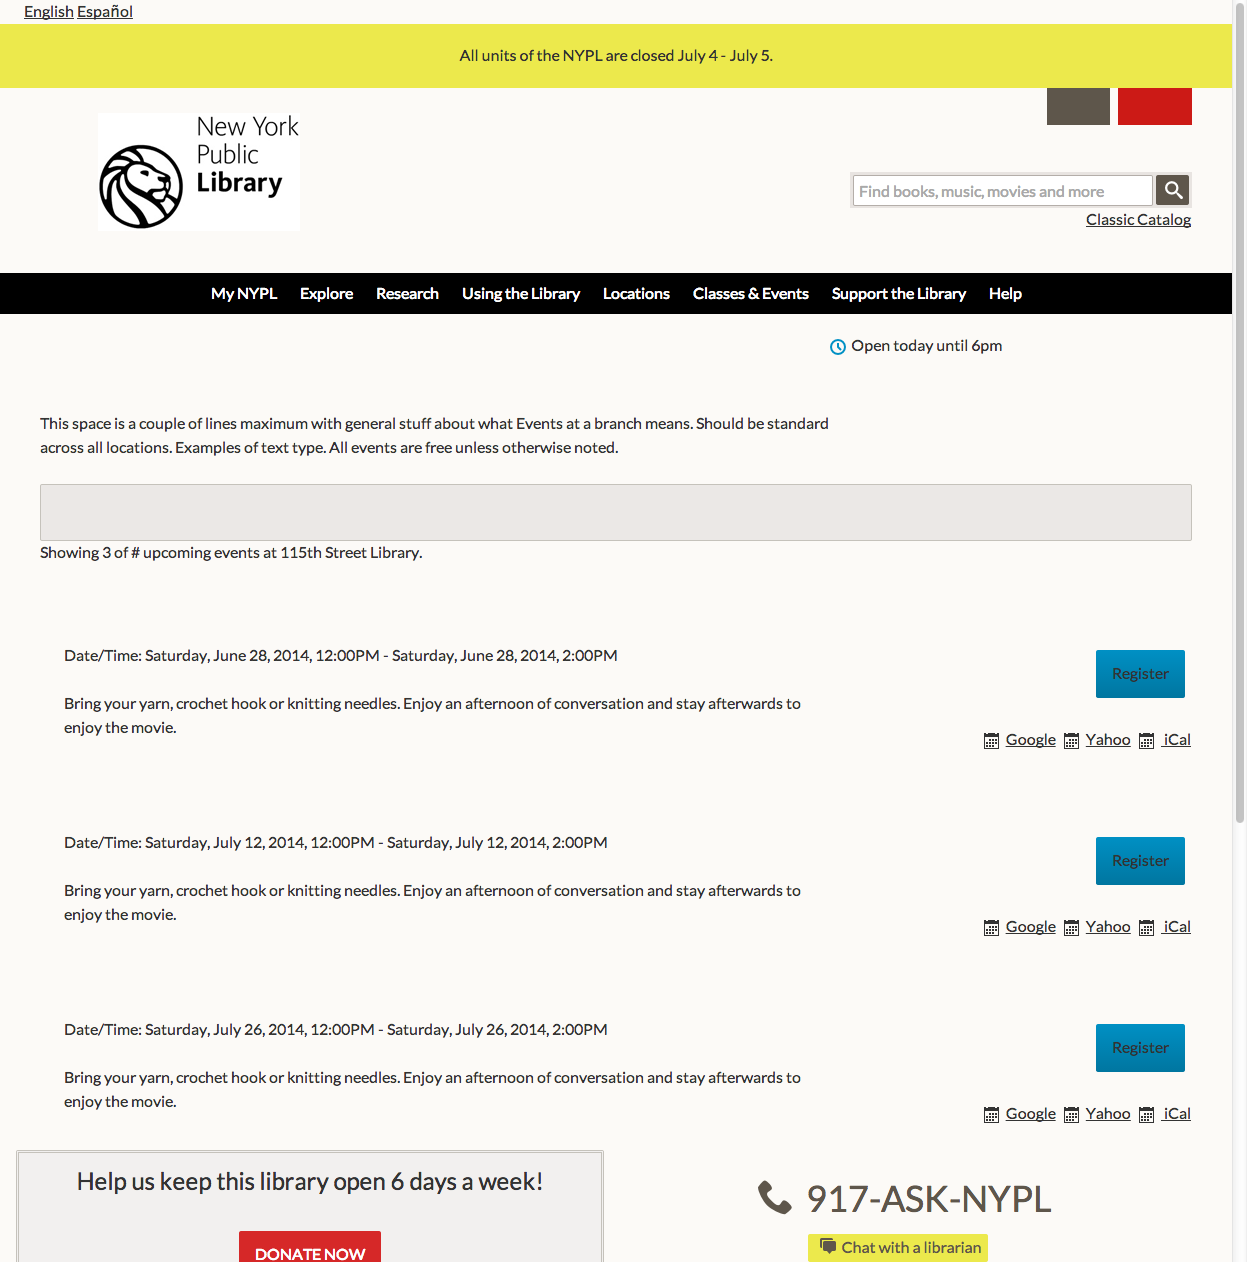 English Español
All units of the NYPL are closed July 4 - July 5.
New York
Public
Library
Find books, music, movies and more
Classic Catalog
My NYPL Explore Research Using the Library Locations Classes & Events Support the Library Help
Open today until 6pm
This space is a couple of lines maximum with general stuff about what Events at a branch means. Should be standard
across all locations. Examples of text type. All events are free unless otherwise noted.
Showing 3 of # upcoming events at 115th Street Library.
Date/Time: Saturday, June 28, 2014, 12:00PM - Saturday, June 28, 2014, 2:00PM
Register
Bring your yarn, crochet hook or knitting needles. Enjoy an afternoon of conversation and stay afterwards to
enjoy the movie.
Google Yahoo iCal
Date/Time: Saturday, July 12, 2014, 12:00PM - Saturday, July 12, 2014, 2:00PM
Register
Bring your yarn, crochet hook or knitting needles. Enjoy an afternoon of conversation and stay afterwards to
enjoy the movie.
Google Yahoo iCal
Date/Time: Saturday, July 26, 2014, 12:00PM - Saturday, July 26, 2014, 2:00PM
Register
Bring your yarn, crochet hook or knitting needles. Enjoy an afternoon of conversation and stay afterwards to
enjoy the movie.
Google Yahoo iCal
Help us keep this library open 6 days a week!
DONATE NOW
917-ASK-NYPL
Chat with a librarian